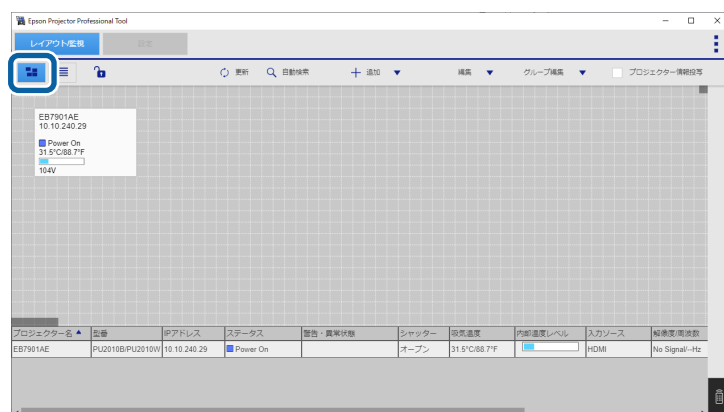 Epson Projector Professional Tool
レイアウト/監視
設定
更新
自動検索
追加
編集
グループ編集
プロジェクター情報投写
EB7901AE
10.10.240.29
Power On
31.5°C/88.7°F
104V
プロジェクター名 型番 IPアドレス ステータス 警告・異常状態 シャッター 吸気温度 内部温度レベル 入力ソース 解像度/周波数
EB7901AE PU2010B/PU2010W 10.10.240.29 Power On オープン 31.5°C/88.7°F HDMI No Signal/--Hz